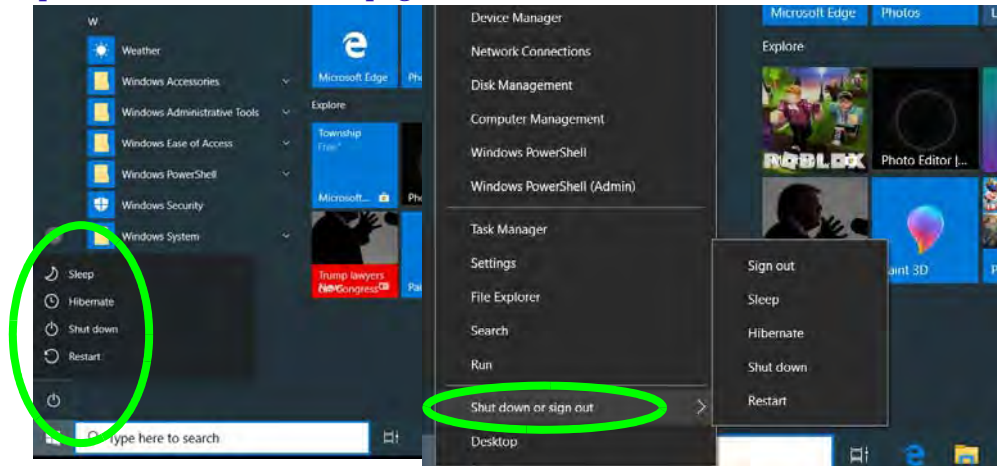 W
Weather
Windows Accessories
Windows Administrative Tools
Windows Ease of Access
Windows PowerShell
Windows Security
Windows System
Sleep
Hibernate
Shut down
Restart
Type here to search
Microsoft Edge
Explore
Township
Free*
Microsoft...
Trump lawyers
Congress
Device Manager
Network Connections
Disk Management
Computer Management
Windows PowerShell
Windows PowerShell (Admin)
Task Manager
Settings
File Explorer
Search
Run
Shut down or sign out
Desktop
Sign out
Sleep
Hibernate
Shut down
Restart
Microsoft Edge
Photos
Explore
ROBLOX
Photo Editor |...
Paint 3D